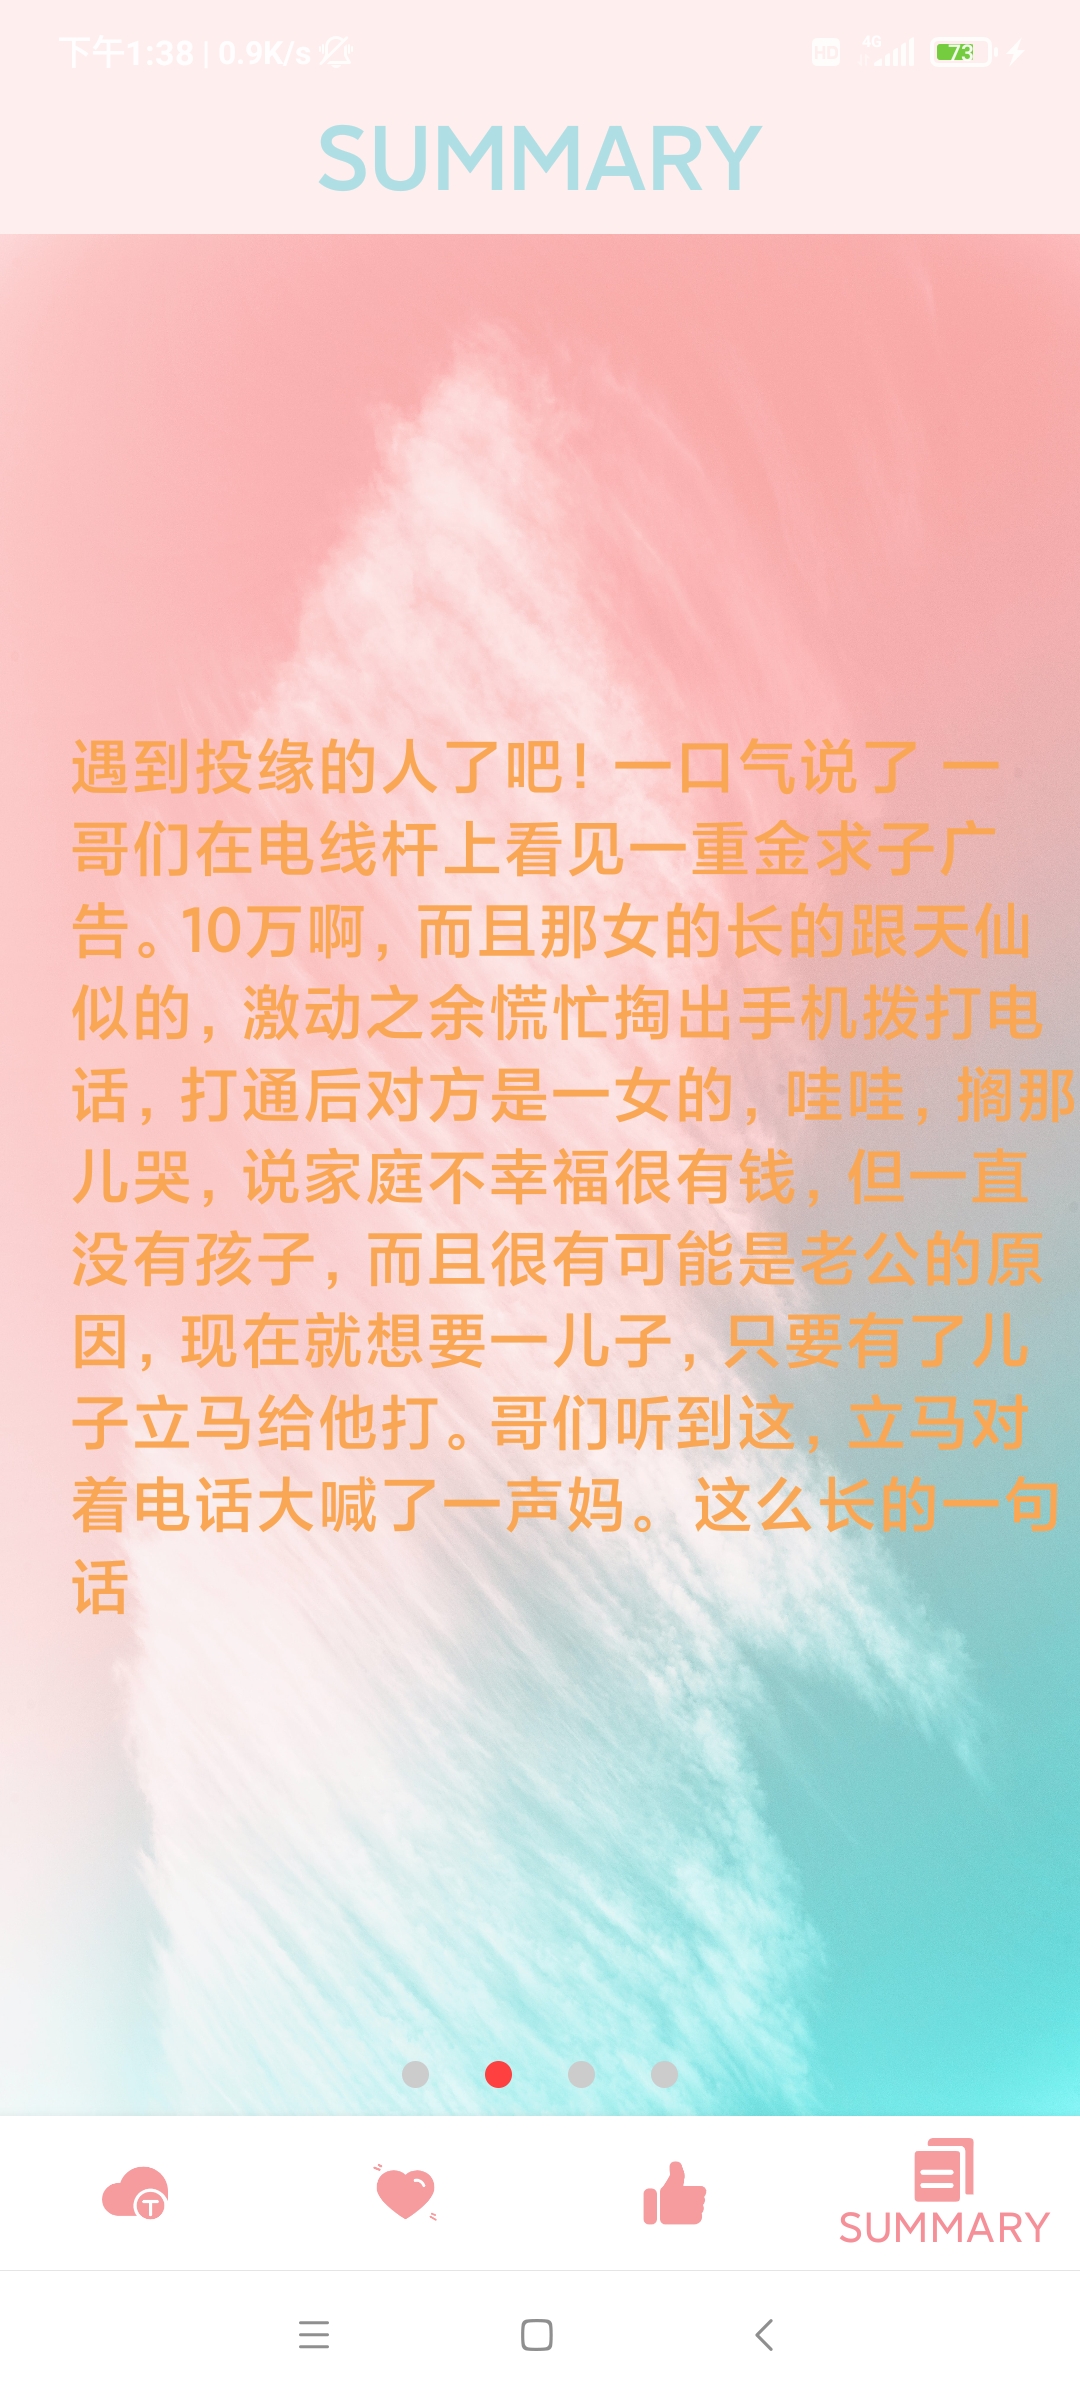 下午1:38 | 0.9K/s
HD 4G 73
SUMMARY
遇到投缘的人了吧！一口气说了 一
哥们在电线杆上看见一重金求子广
告。10万啊，而且那女的长的跟天仙
似的，激动之余慌忙掏出手机拨打电
话，打通后对方是一女的，哇哇，搁那
儿哭，说家庭不幸福很有钱，但一直
没有孩子，而且很有可能是老公的原
因，现在就想要一儿子，只要有了儿
子立马给他打。哥们听到这，立马对
着电话大喊了一声妈。这么长的一句
话
T
SUMMARY